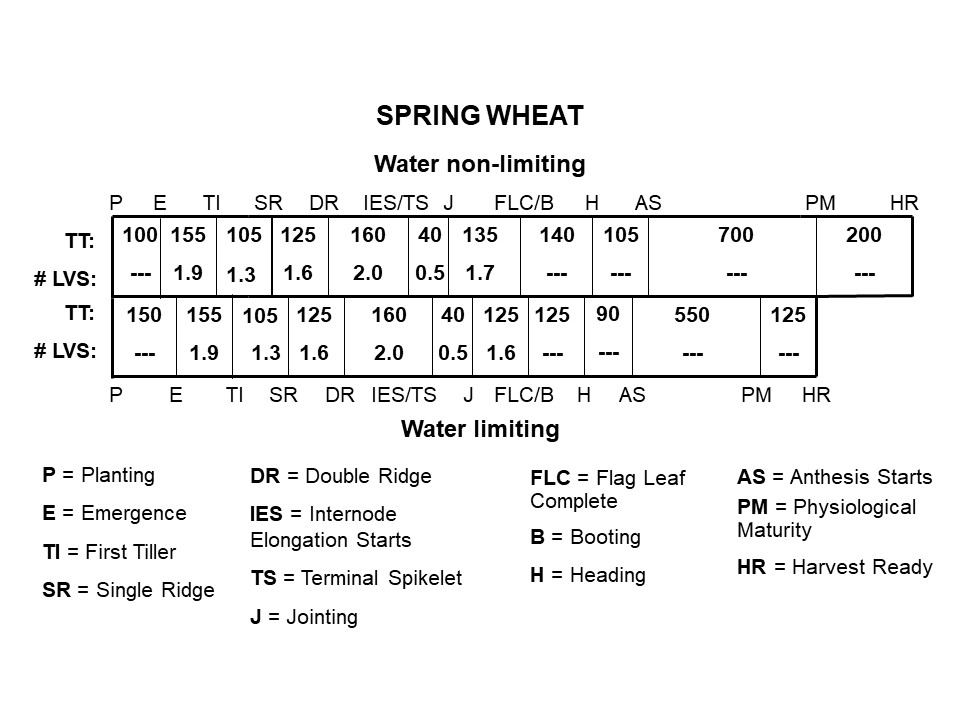 SPRING WHEAT
Water non-limiting
P E TI SR DR IES/TS J FLC/B H AS PM HR
TT: 100 155 105 125 160 40 135 140 105 700 200
# LVS: --- 1.9 1.3 1.6 2.0 0.5 1.7 --- --- --- ---
TT: 150 155 105 125 160 40 125 125 90 550 125
# LVS: --- 1.9 1.3 1.6 2.0 0.5 1.6 --- --- --- ---
P E TI SR DR IES/TS J FLC/B H AS PM HR
Water limiting
P = Planting
E = Emergence
TI = First Tiller
SR = Single Ridge
DR = Double Ridge
IES = Internode
Elongation Starts
TS = Terminal Spikelet
J = Jointing
FLC = Flag Leaf
Complete
B = Booting
H = Heading
AS = Anthesis Starts
PM = Physiological
Maturity
HR = Harvest Ready